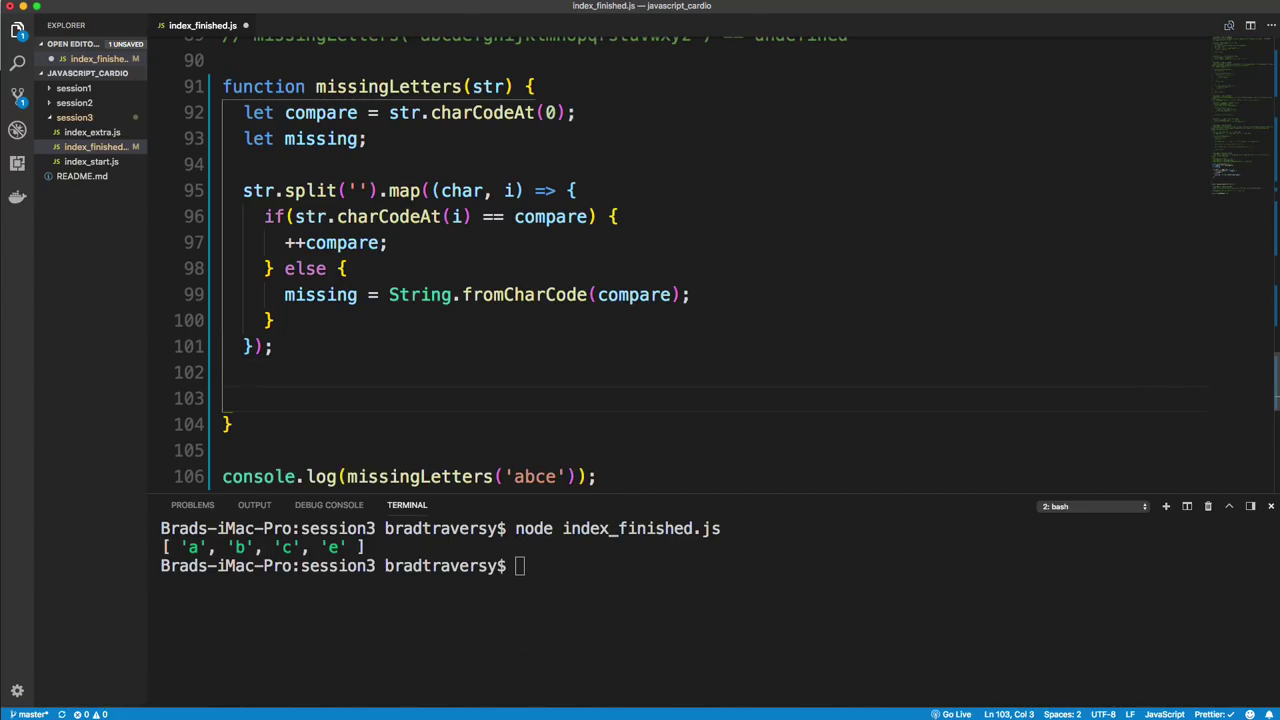 index_finished.js — javascript_cardio
EXPLORER
index_finished.js
OPEN EDITO... 1 UNSAVED
index_finishe... M
JAVASCRIPT_CARDIO
session1
session2
session3
index_extra.js
index_finished... M
index_start.js
README.md
// missingLetters("abcdefghijklmnopqrstuvwxyz") == undefined
90
91 function missingLetters(str) {
92 let compare = str.charCodeAt(0);
93 let missing;
94
95 str.split('').map((char, i) => {
96 if(str.charCodeAt(i) == compare) {
97 ++compare;
98 } else {
99 missing = String.fromCharCode(compare);
100 }
101 });
102
103
104 }
105
106 console.log(missingLetters('abce'));
PROBLEMS OUTPUT DEBUG CONSOLE TERMINAL 2: bash
Brads-iMac-Pro:session3 bradtraversy$ node index_finished.js
[ 'a', 'b', 'c', 'e' ]
Brads-iMac-Pro:session3 bradtraversy$
master* 0 0 Go Live Ln 103, Col 3 Spaces: 2 UTF-8 LF JavaScript Prettier: ✓